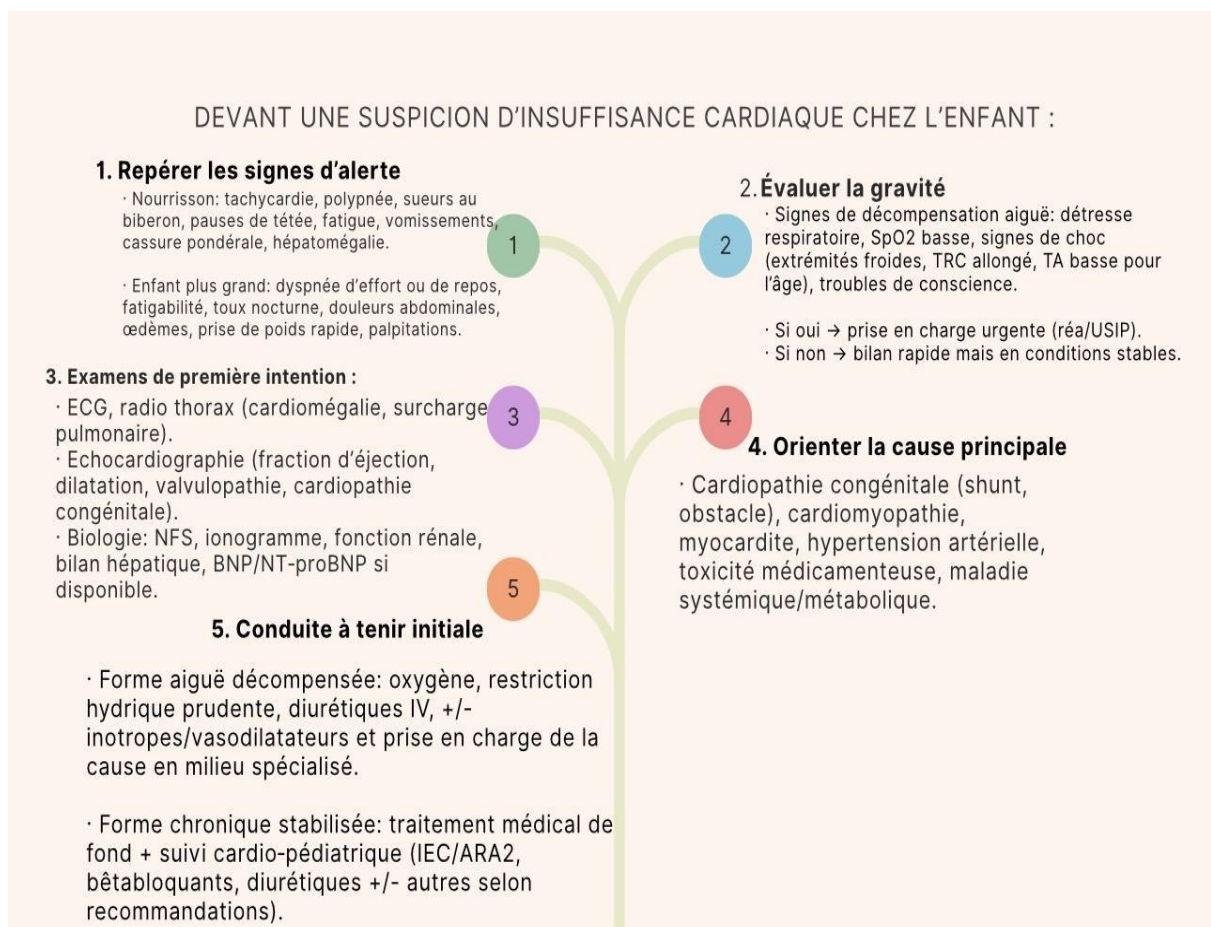 DEVANT UNE SUSPICION D'INSUFFISANCE CARDIAQUE CHEZ L'ENFANT :
1. Repérer les signes d'alerte
· Nourrisson: tachycardie, polypnée, sueurs au
biberon, pauses de tétée, fatigue, vomissements,
cassure pondérale, hépatomégalie.
· Enfant plus grand: dyspnée d'effort ou de repos,
fatigabilité, toux nocturne, douleurs abdominales,
œdèmes, prise de poids rapide, palpitations.
1
2. Évaluer la gravité
· Signes de décompensation aiguë: détresse
respiratoire, SpO2 basse, signes de choc
(extrémités froides, TRC allongé, TA basse pour
l'âge), troubles de conscience.
· Si oui → prise en charge urgente (réa/USIP).
· Si non → bilan rapide mais en conditions stables.
2
3. Examens de première intention :
· ECG, radio thorax (cardiomégalie, surcharge
pulmonaire).
· Echocardiographie (fraction d'éjection,
dilatation, valvulopathie, cardiopathie
congénitale).
· Biologie: NFS, ionogramme, fonction rénale,
bilan hépatique, BNP/NT-proBNP si
disponible.
3
4
4. Orienter la cause principale
· Cardiopathie congénitale (shunt,
obstacle), cardiomyopathie,
myocardite, hypertension artérielle,
toxicité médicamenteuse, maladie
systémique/métabolique.
5
5. Conduite à tenir initiale
· Forme aiguë décompensée: oxygène, restriction
hydrique prudente, diurétiques IV, +/-
inotropes/vasodilatateurs et prise en charge de la
cause en milieu spécialisé.
· Forme chronique stabilisée: traitement médical de
fond + suivi cardio-pédiatrique (IEC/ARA2,
bêtabloquants, diurétiques +/- autres selon
recommandations).